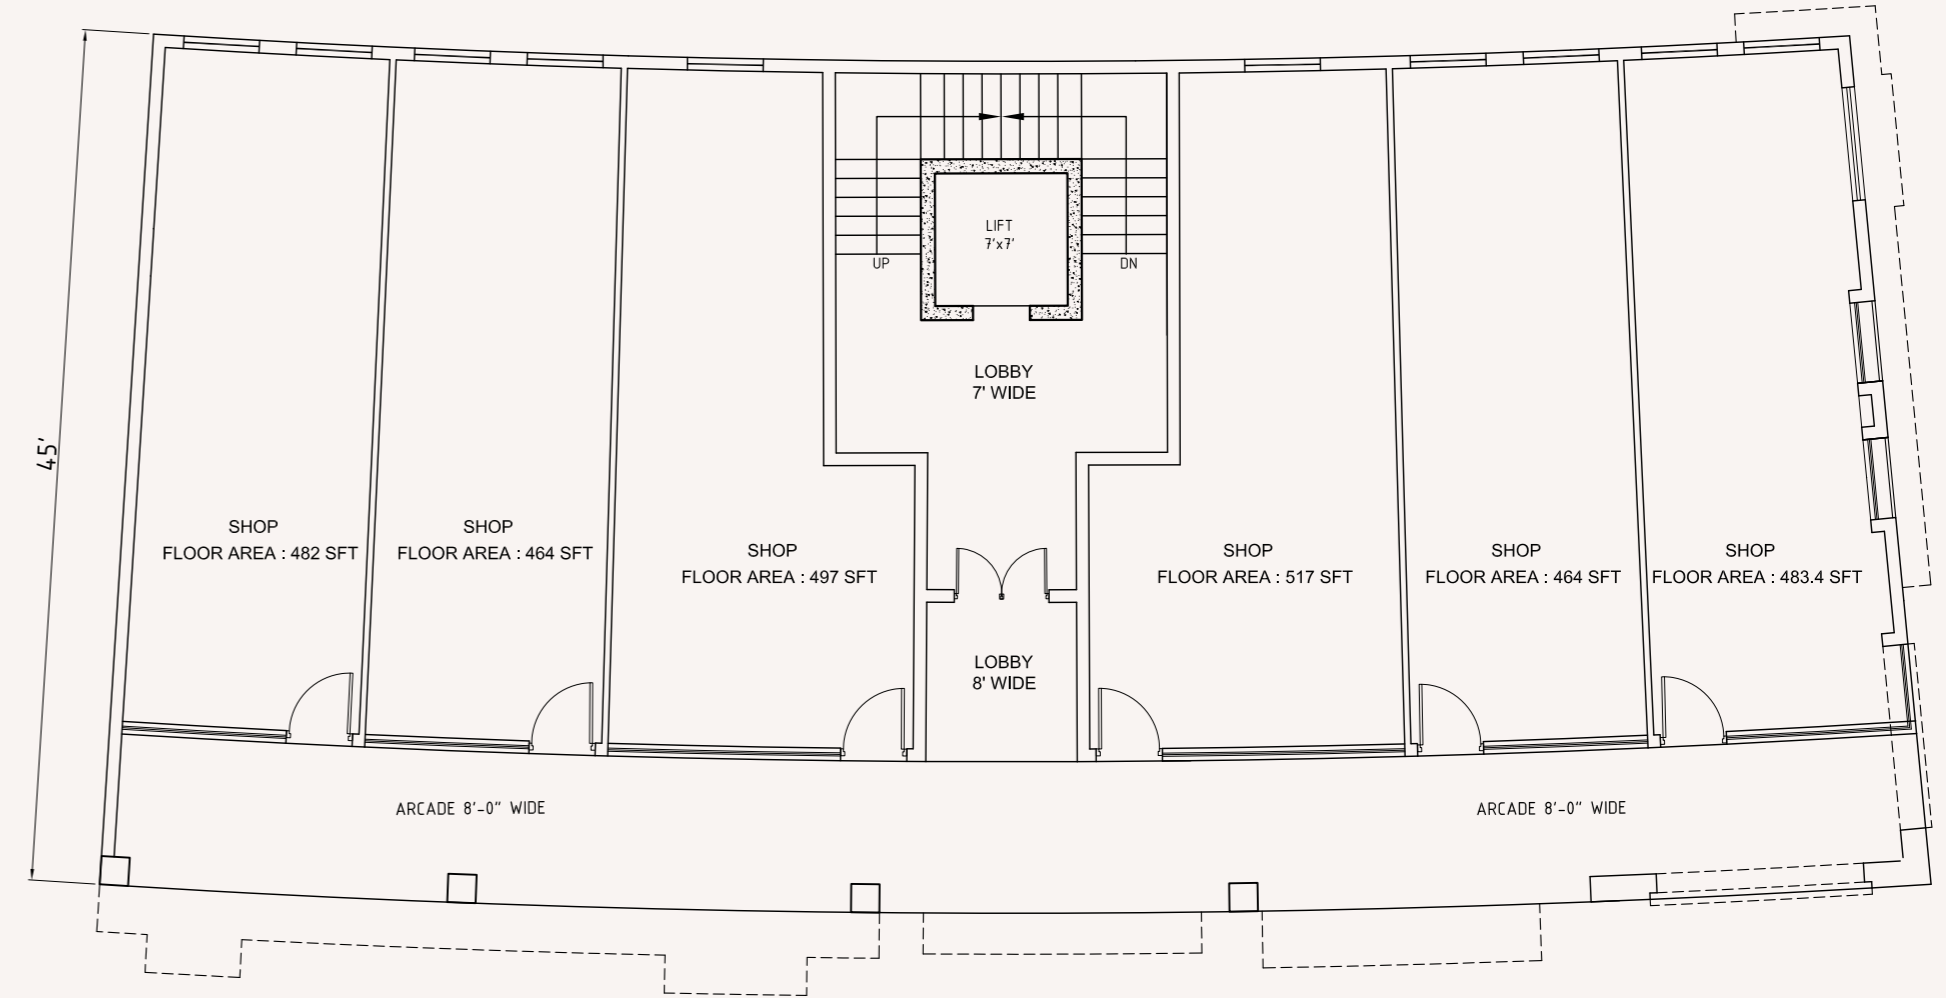 LIFT
7'x7'
UP
DN
LOBBY
7' WIDE
45'
SHOP
FLOOR AREA : 482 SFT
SHOP
FLOOR AREA : 464 SFT
SHOP
FLOOR AREA : 497 SFT
SHOP
FLOOR AREA : 517 SFT
SHOP
FLOOR AREA : 464 SFT
SHOP
FLOOR AREA : 483.4 SFT
LOBBY
8' WIDE
ARCADE 8'-0" WIDE
ARCADE 8'-0" WIDE